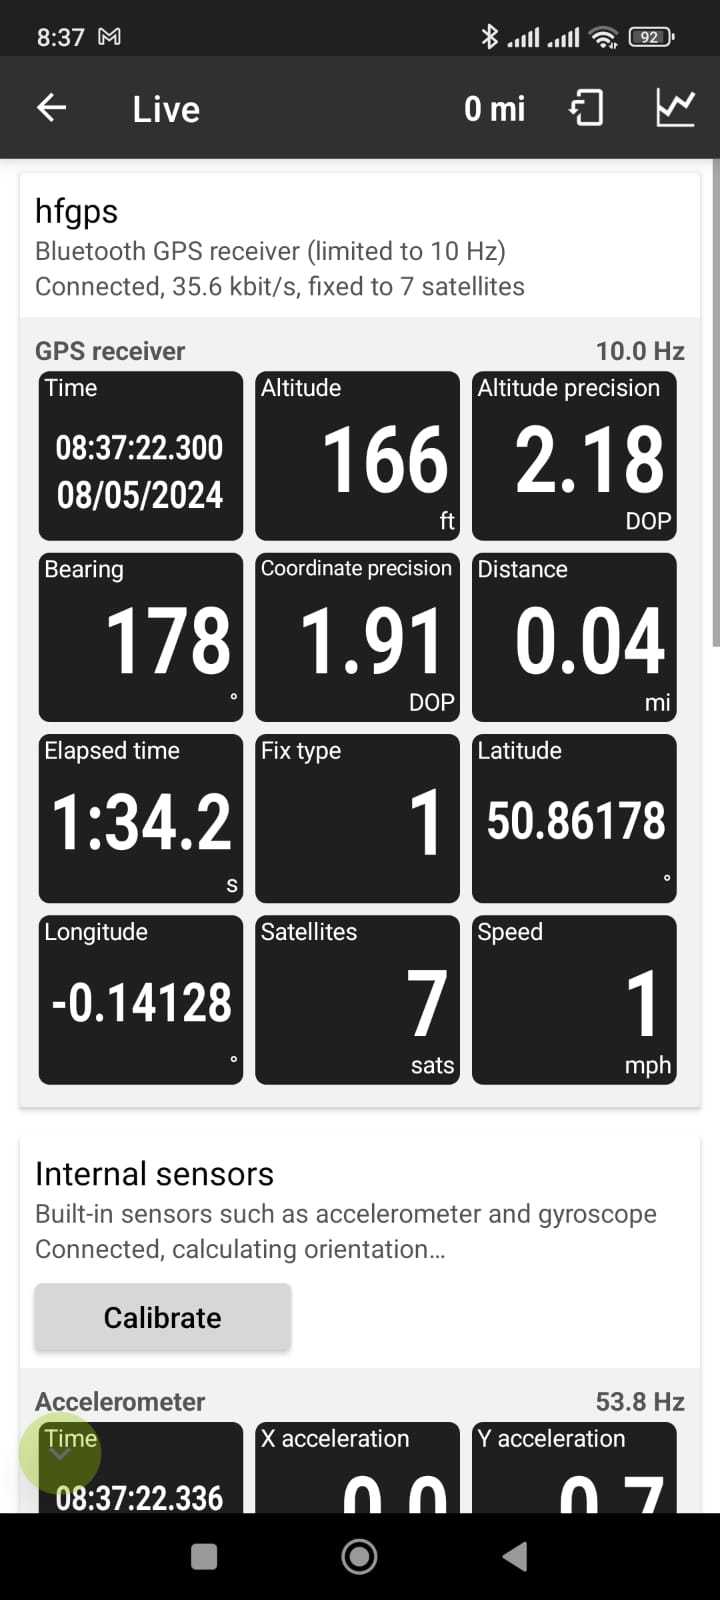 8:37
92
Live 0 mi
hfgps
Bluetooth GPS receiver (limited to 10 Hz)
Connected, 35.6 kbit/s, fixed to 7 satellites
GPS receiver 10.0 Hz
Time
08:37:22.300
08/05/2024
Altitude
166
ft
Altitude precision
2.18
DOP
Bearing
178
°
Coordinate precision
1.91
DOP
Distance
0.04
mi
Elapsed time
1:34.2
s
Fix type
1
Latitude
50.86178
°
Longitude
-0.14128
°
Satellites
7
sats
Speed
1
mph
Internal sensors
Built-in sensors such as accelerometer and gyroscope
Connected, calculating orientation...
Calibrate
Accelerometer 53.8 Hz
Time
08:37:22.336
X acceleration
0.0
Y acceleration
0.7